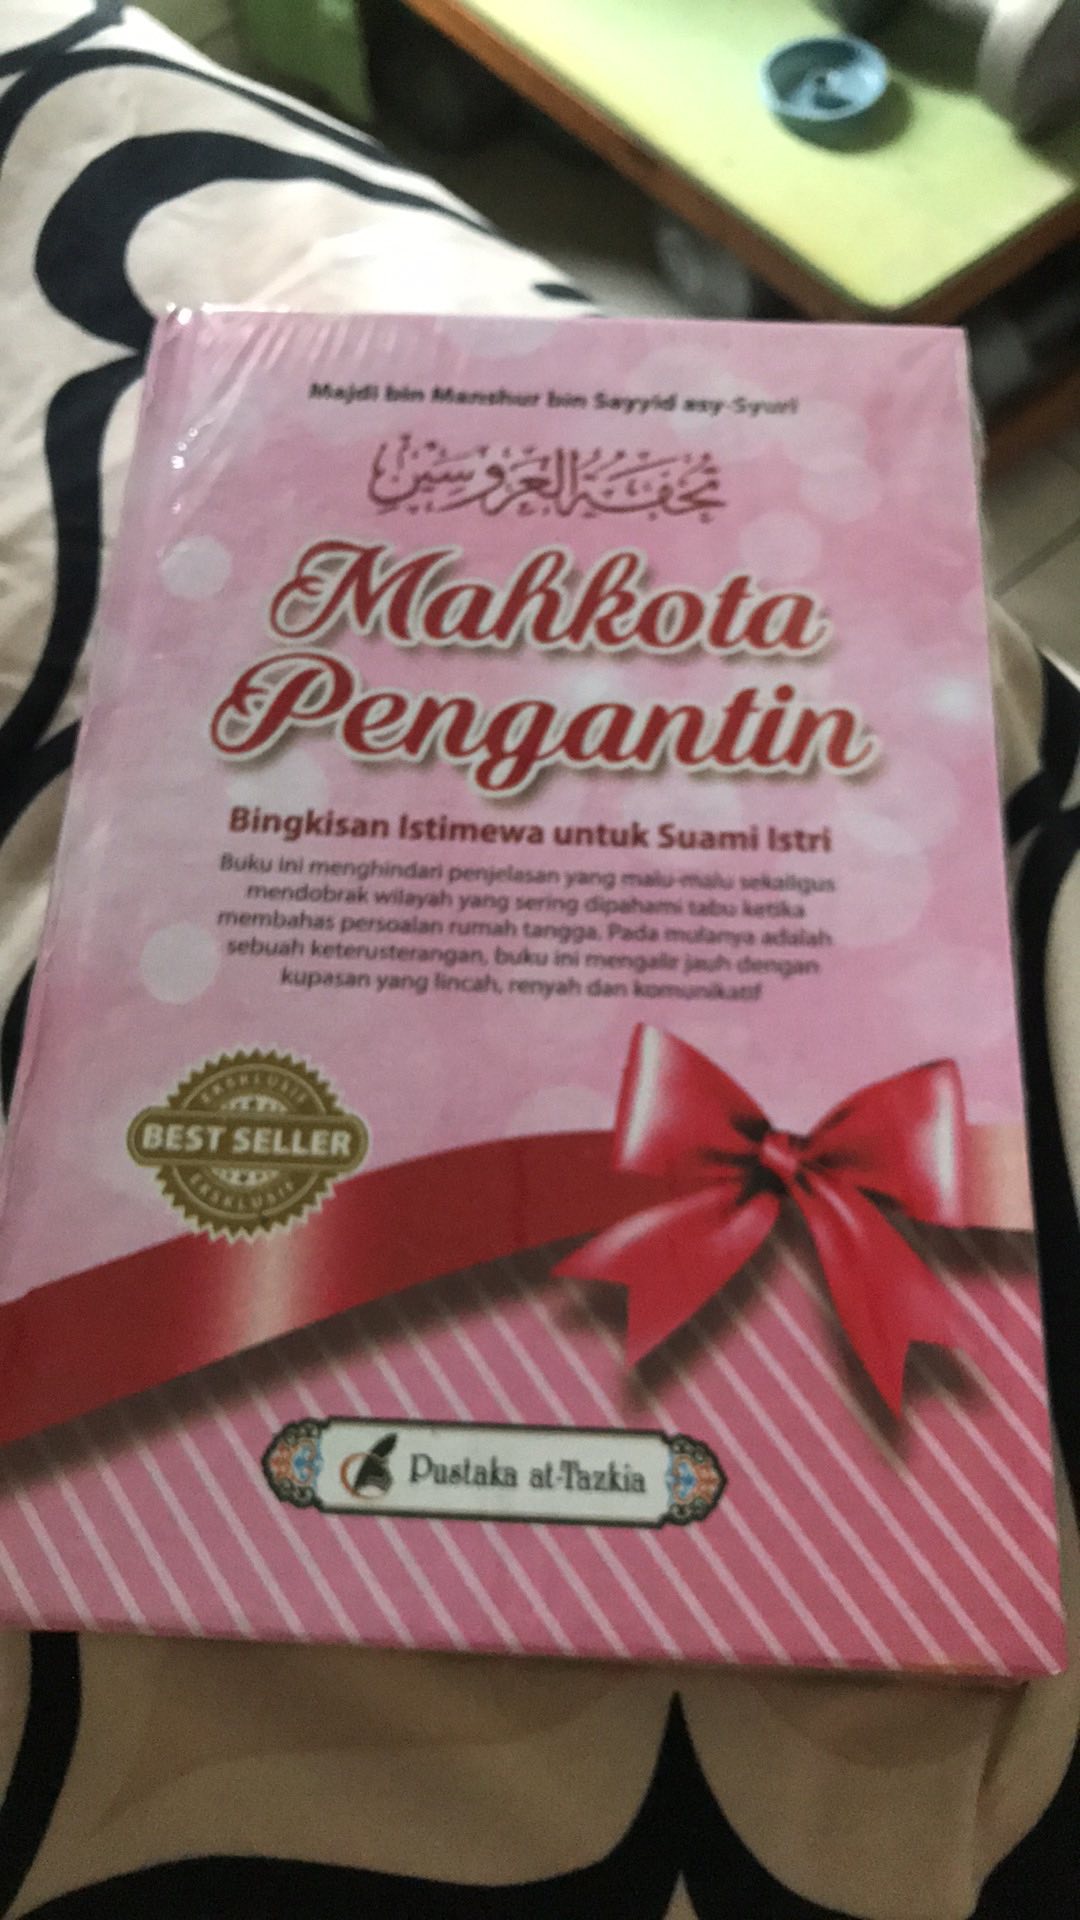 Majdi bin Manshur bin Sayyid asy-Syuri
تحفة العروسين
Mahkota
Pengantin
Bingkisan Istimewa untuk Suami Istri
Buku ini menghindari penjelasan yang malu-malu sekaligus
mendobrak wilayah yang sering dipahami tabu ketika
membahas persoalan rumah tangga. Pada mulanya adalah
sebuah keterusterangan, buku ini mengalir jauh dengan
kupasan yang lincah, renyah dan komunikatif
EKSKLUSIF
BEST SELLER
EKSKLUSIF
Pustaka at-Tazkia